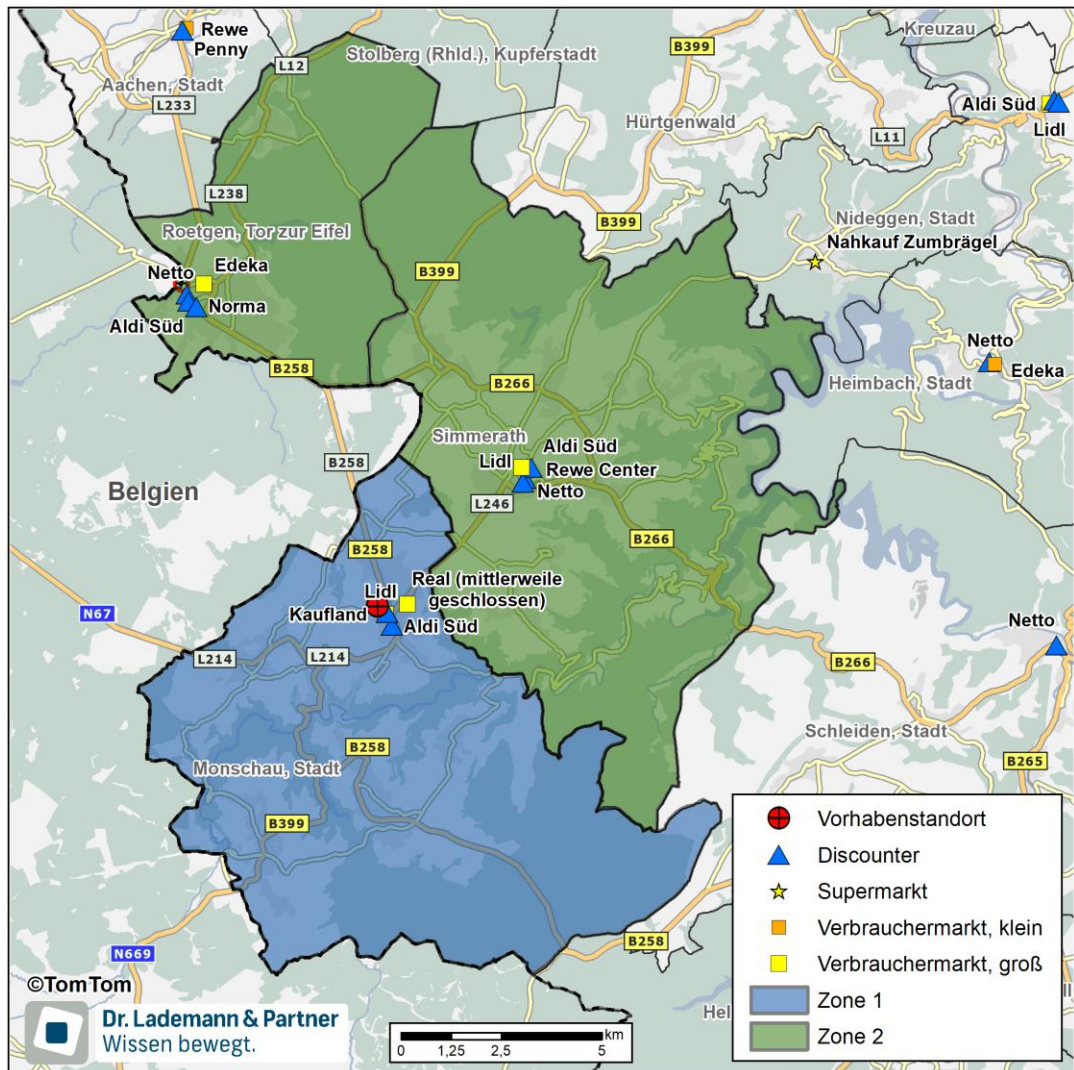 Rewe
Penny
Aachen, Stadt
L233
L12
Stolberg (Rhld.), Kupferstadt
B399
Kreuzau
Aldi Süd
Lidl
Hürtgenwald
L11
L238
Roetgen, Tor zur Eifel
B399
Nideggen, Stadt
Nahkauf Zumbrägel
Netto
Edeka
Norma
Aldi Süd
B399
B258
B266
Netto
Edeka
Heimbach, Stadt
Simmerath
Aldi Süd
Lidl
Rewe Center
Netto
B258
L246
Belgien
B266
B258
Real (mittlerweile
geschlossen)
Lidl
Kaufland
Aldi Süd
N67
L214
L214
Netto
B266
B258
Schleiden, Stadt
Monschau, Stadt
B265
B399
B258
N669
Hel
ll
©TomTom
Dr. Lademann & Partner
Wissen bewegt.
km
0 1,25 2,5 5
Vorhabenstandort
Discounter
Supermarkt
Verbrauchermarkt, klein
Verbrauchermarkt, groß
Zone 1
Zone 2